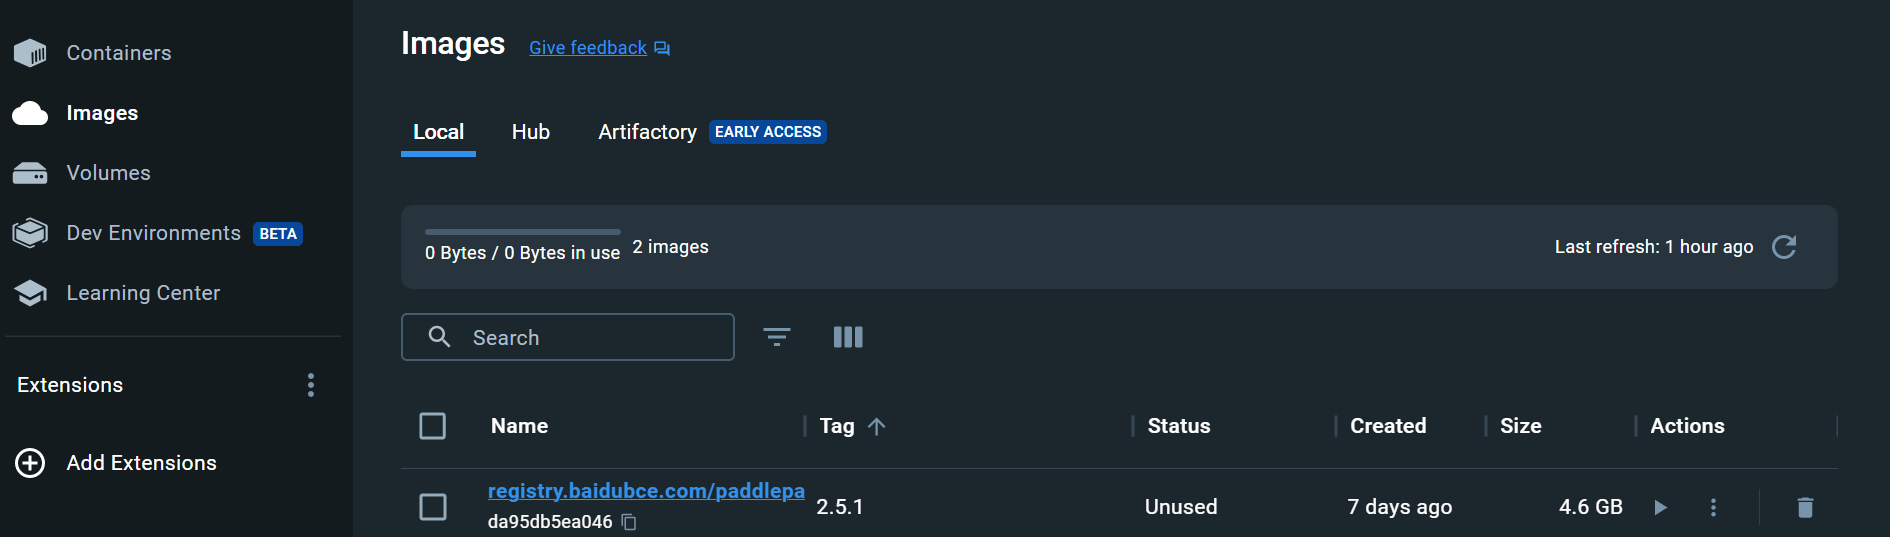 Containers
Images
Volumes
Dev Environments BETA
Learning Center
Extensions
Add Extensions
Images Give feedback
Local Hub Artifactory EARLY ACCESS
0 Bytes / 0 Bytes in use 2 images Last refresh: 1 hour ago
Search
Name Tag Status Created Size Actions
registry.baidubce.com/paddlepa
da95db5ea046
2.5.1 Unused 7 days ago 4.6 GB